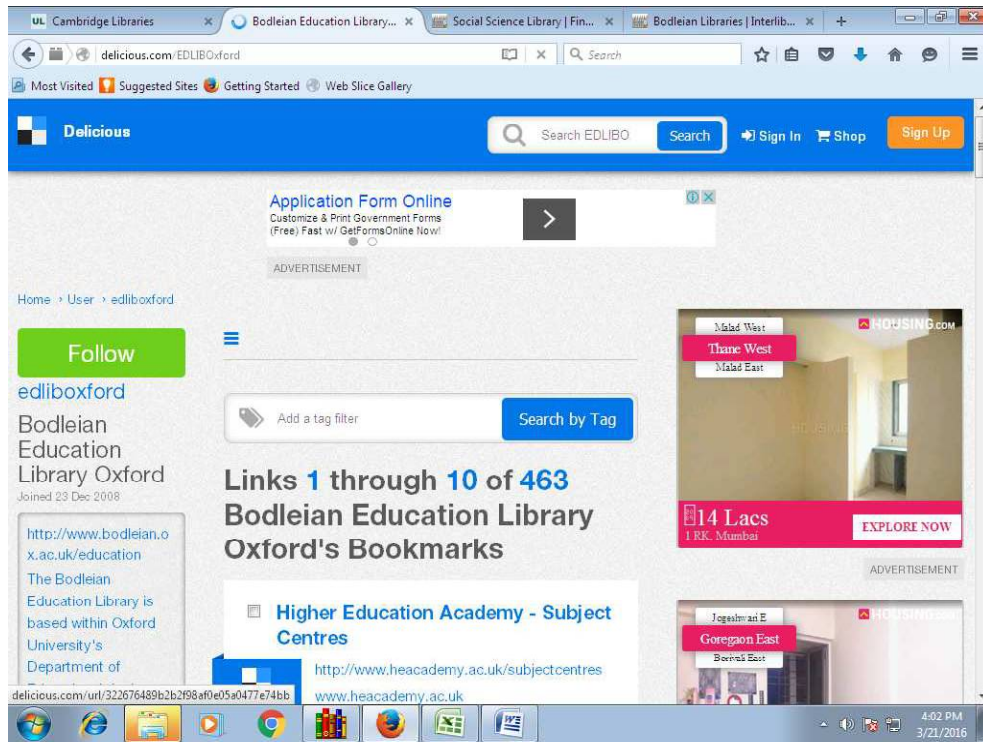 UL Cambridge Libraries
Bodleian Education Library...
Social Science Library | Fin...
Bodleian Libraries | Interlib...
delicious.com/EDLIBOxford
Search
Most Visited Suggested Sites Getting Started Web Slice Gallery
Delicious
Search EDLIBO
Search
Sign In
Shop
Sign Up
Application Form Online
Customize & Print Government Forms
(Free) Fast w/ GetFormsOnline Now!
ADVERTISEMENT
Home › User › edliboxford
Follow
edliboxford
Bodleian
Education
Library Oxford
Joined 23 Dec 2008
http://www.bodleian.o
x.ac.uk/education
The Bodleian
Education Library is
based within Oxford
University's
Department of
Add a tag filter
Search by Tag
Links 1 through 10 of 463
Bodleian Education Library
Oxford's Bookmarks
Higher Education Academy - Subject
Centres
http://www.heacademy.ac.uk/subjectcentres
www.heacademy.ac.uk
Malad West
Thane West
Malad East
HOUSING.COM
HOUSING
14 Lacs
1 RK. Mumbai
EXPLORE NOW
ADVERTISEMENT
Jogeshwari E
Goregaon East
Borivali East
HOUSING.COM
delicious.com/url/322676489b2b2f98af0e05a0477e74bb
4:02 PM
3/21/2016